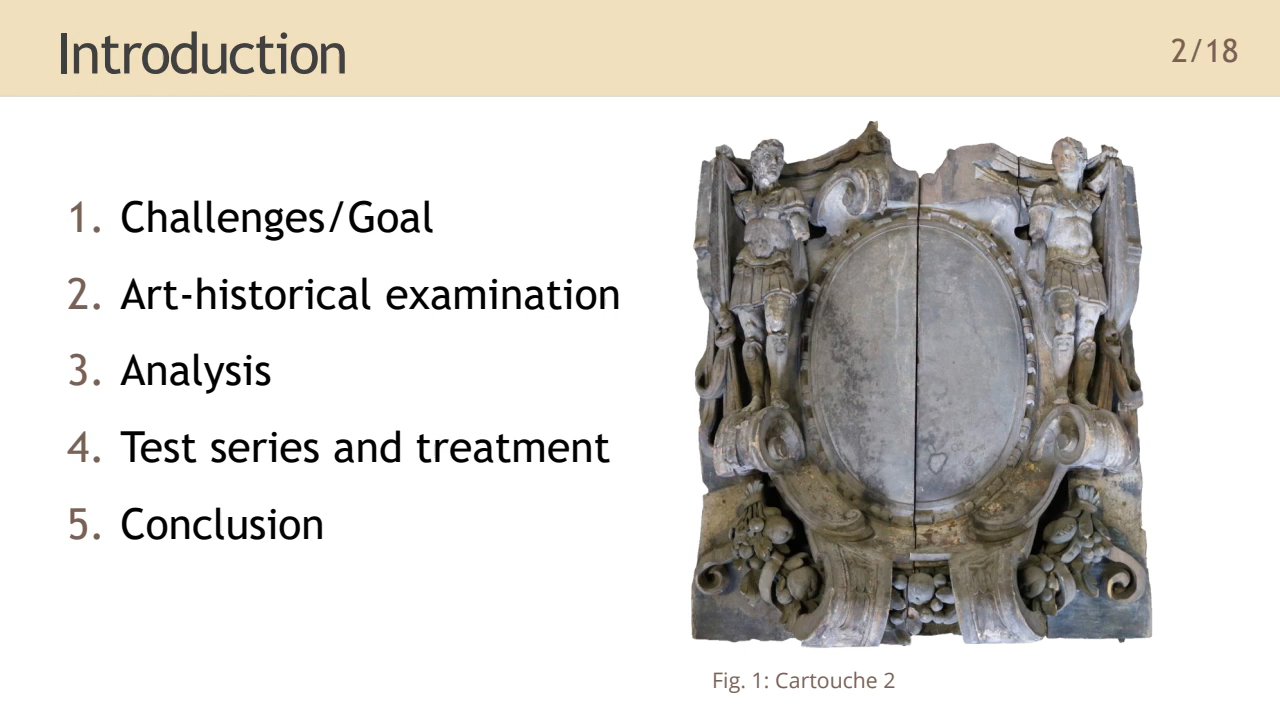 Introduction
2/18
1. Challenges/Goal
2. Art-historical examination
3. Analysis
4. Test series and treatment
5. Conclusion
Fig. 1: Cartouche 2